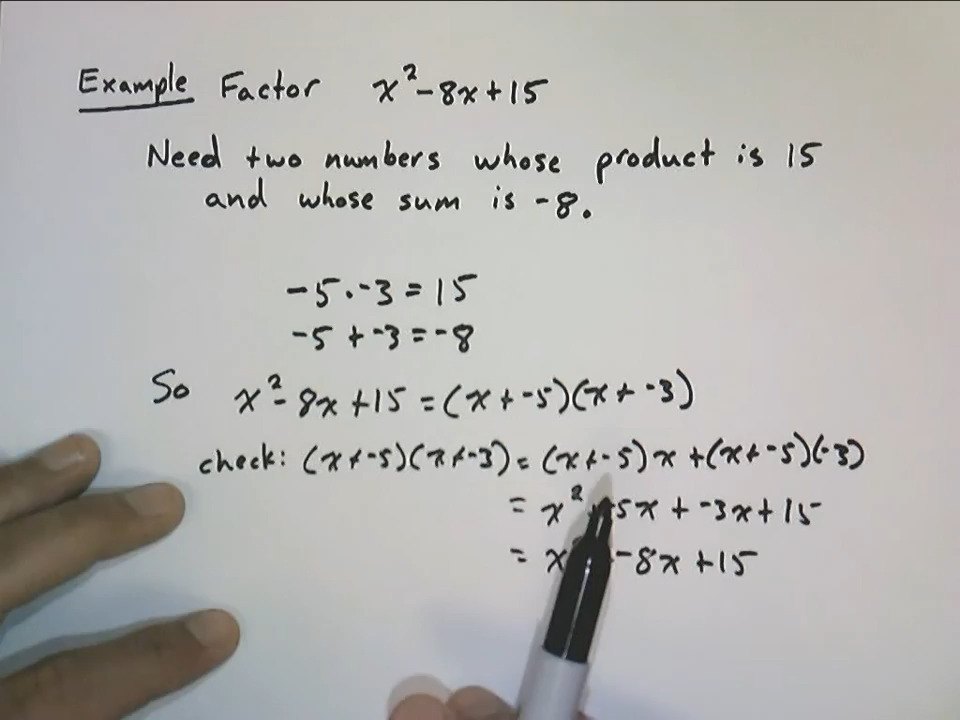 Example Factor x²-8x+15
Need two numbers whose product is 15
and whose sum is -8.
-5·-3=15
-5+-3=-8
So x²-8x+15=(x+-5)(x+-3)
check: (x+-5)(x+-3)=(x+-5)x+(x+-5)(-3)
=x² -5x+-3x+15
=x -8x+15